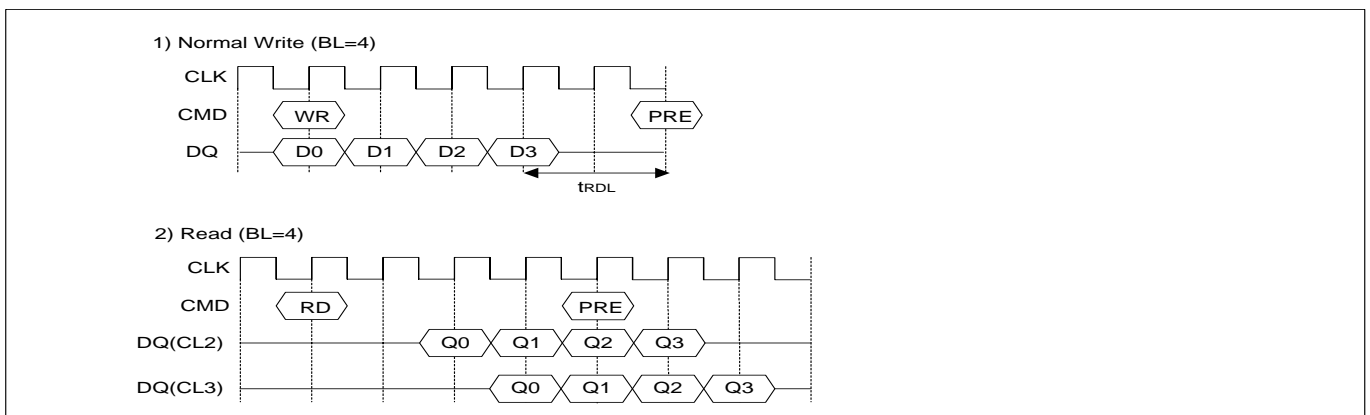 1) Normal Write (BL=4)
CLK
CMD WR PRE
DQ D0 D1 D2 D3
tRDL
2) Read (BL=4)
CLK
CMD RD PRE
DQ(CL2) Q0 Q1 Q2 Q3
DQ(CL3) Q0 Q1 Q2 Q3